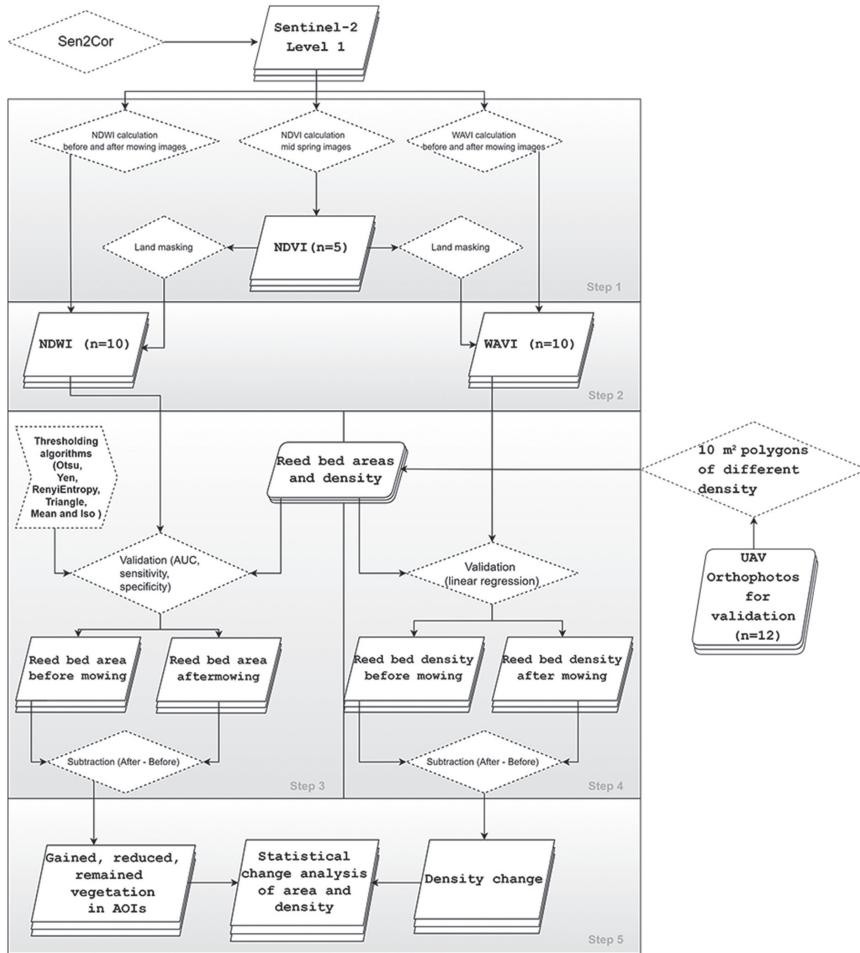 Sen2Cor
Sentinel-2
Level 1
NDWI calculation
before and after mowing images
NDVI calculation
mid spring images
WAVI calculation
before and after mowing images
Land masking
NDVI(n=5)
Land masking
Step 1
NDWI (n=10)
WAVI (n=10)
Step 2
Thresholding
algorithms
(Otsu,
Yen,
RenyiEntropy,
Triangle,
Mean and Iso )
Reed bed areas
and density
10 m² polygons
of different
density
UAV
Orthophotos
for
validation
(n=12)
Validation (AUC,
sensitivity,
specificity)
Validation
(linear regression)
Reed bed area
before mowing
Reed bed area
aftermowing
Reed bed density
before mowing
Reed bed density
after mowing
Subtraction (After - Before)
Step 3
Subtraction (After - Before)
Step 4
Gained, reduced,
remained
vegetation
in AOIs
Statistical
change analysis
of area and
density
Density change
Step 5